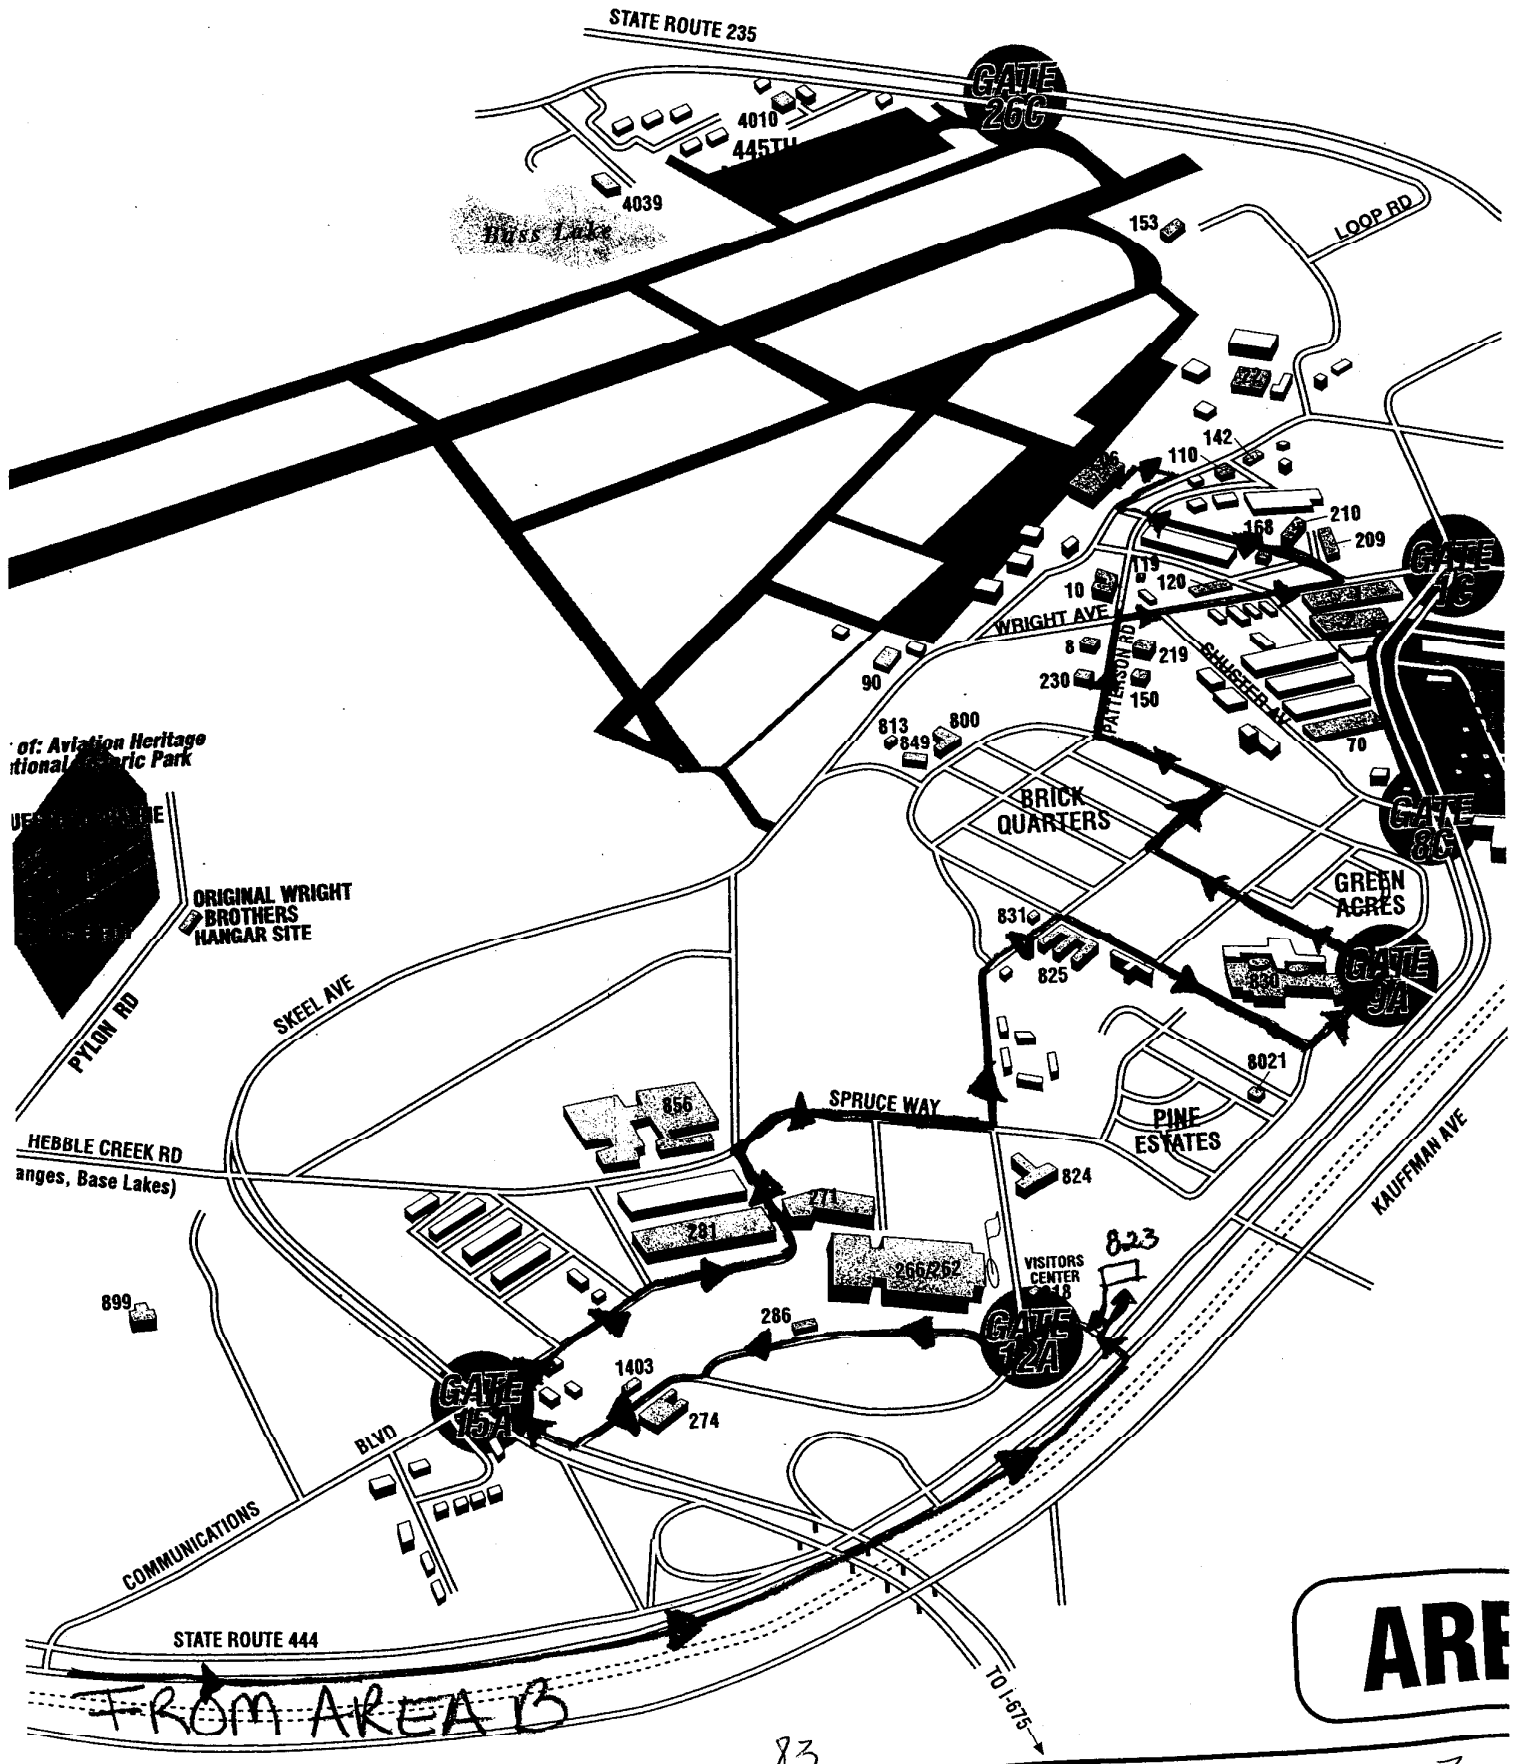 STATE ROUTE 235
GATE
26C
4010
445TH
4039
Huss Lake
153
LOOP RD
142
110
206
210
168
209
GATE
1C
119
120
10
WRIGHT AVE
8
219
PATTERSON RD
SHUSTER AV
90
230
150
70
813
800
849
of: Aviation Heritage
tional Historic Park
BRICK
QUARTERS
GATE
8C
ORIGINAL WRIGHT
BROTHERS
HANGAR SITE
GREEN
ACRES
831
825
830
GATE
9A
SKEEL AVE
PYLON RD
8021
856
SPRUCE WAY
PINE
ESTATES
HEBBLE CREEK RD
anges, Base Lakes)
KAUFFMAN AVE
824
271
281
823
VISITORS
CENTER
266/262
899
286
GATE
12A
1403
GATE
15A
274
BLVD
COMMUNICATIONS
STATE ROUTE 444
ARE
FROM AREA B
TO I-675
83